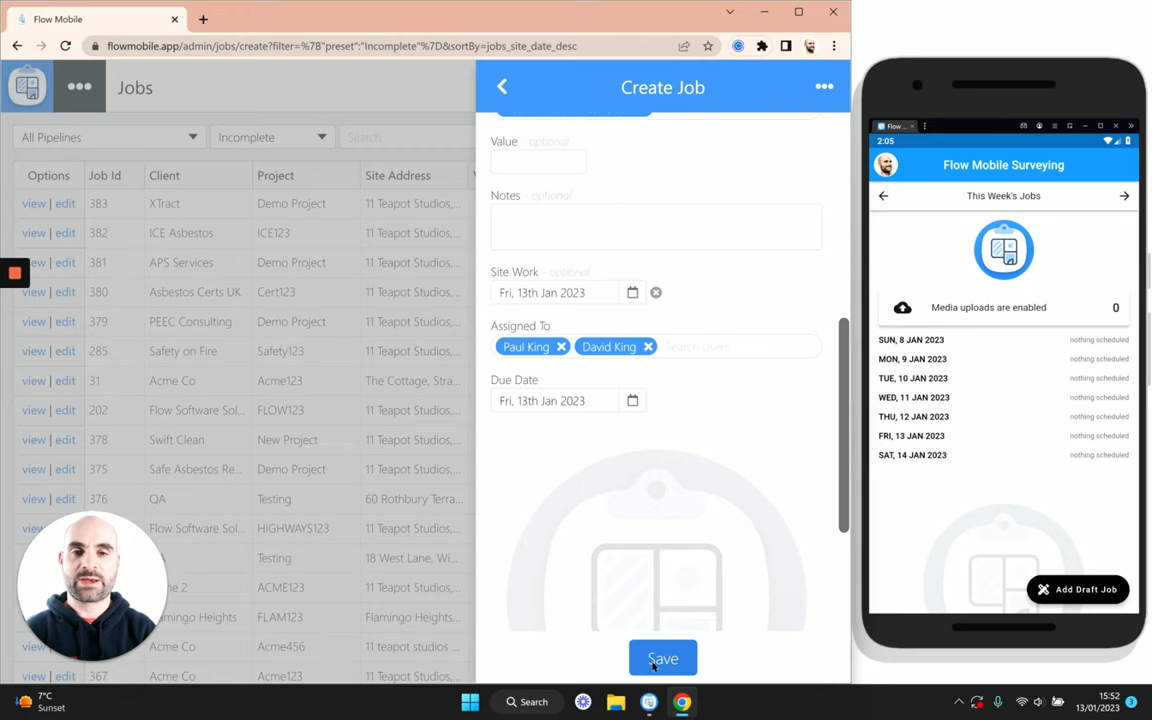 Flow Mobile
flowmobile.app/admin/jobs/create?filter=%7B"preset":"Incomplete"%7D&sortBy=jobs_site_date_desc
Jobs
All Pipelines
Incomplete
Search
Options Job Id Client Project Site Address
view | edit 383 XTract Demo Project 11 Teapot Studios,...
view | edit 382 ICE Asbestos ICE123 11 Teapot Studios,...
view | edit 381 APS Services Demo Project 11 Teapot Studios,...
view | edit 380 Asbestos Certs UK Cert123 11 Teapot Studios,...
view | edit 379 PEEC Consulting Demo Project 11 Teapot Studios,...
view | edit 285 Safety on Fire Safety123 11 Teapot Studios,...
view | edit 31 Acme Co Acme123 The Cottage, Stra...
view | edit 202 Flow Software Sol... FLOW123 11 Teapot Studios,...
view | edit 378 Swift Clean New Project 11 Teapot Studios,...
view | edit 375 Safe Asbestos Re... Demo Project 11 Teapot Studios,...
view | edit 376 QA Testing 60 Rothbury Terra...
Flow Software Sol... HIGHWAYS123 11 Teapot Studios,...
Testing 18 West Lane, Wi...
ACME123 11 Teapot Studios,...
Heights FLAM123 Flamingo Heights,...
Acme Co Acme456 teapot studios
view | edit 367 Acme Co Acme123 11 Teapot Studios,...
Create Job
Value - optional
Notes - optional
Site Work - optional
Fri, 13th Jan 2023
Assigned To
Paul King David King Search users
Due Date
Fri, 13th Jan 2023
Save
Flow ...
2:05
Flow Mobile Surveying
This Week's Jobs
Media uploads are enabled 0
SUN, 8 JAN 2023 nothing scheduled
MON, 9 JAN 2023 nothing scheduled
TUE, 10 JAN 2023 nothing scheduled
WED, 11 JAN 2023 nothing scheduled
THU, 12 JAN 2023 nothing scheduled
FRI, 13 JAN 2023 nothing scheduled
SAT, 14 JAN 2023 nothing scheduled
Add Draft Job
7°C
Sunset
Search
15:52
13/01/2023
3